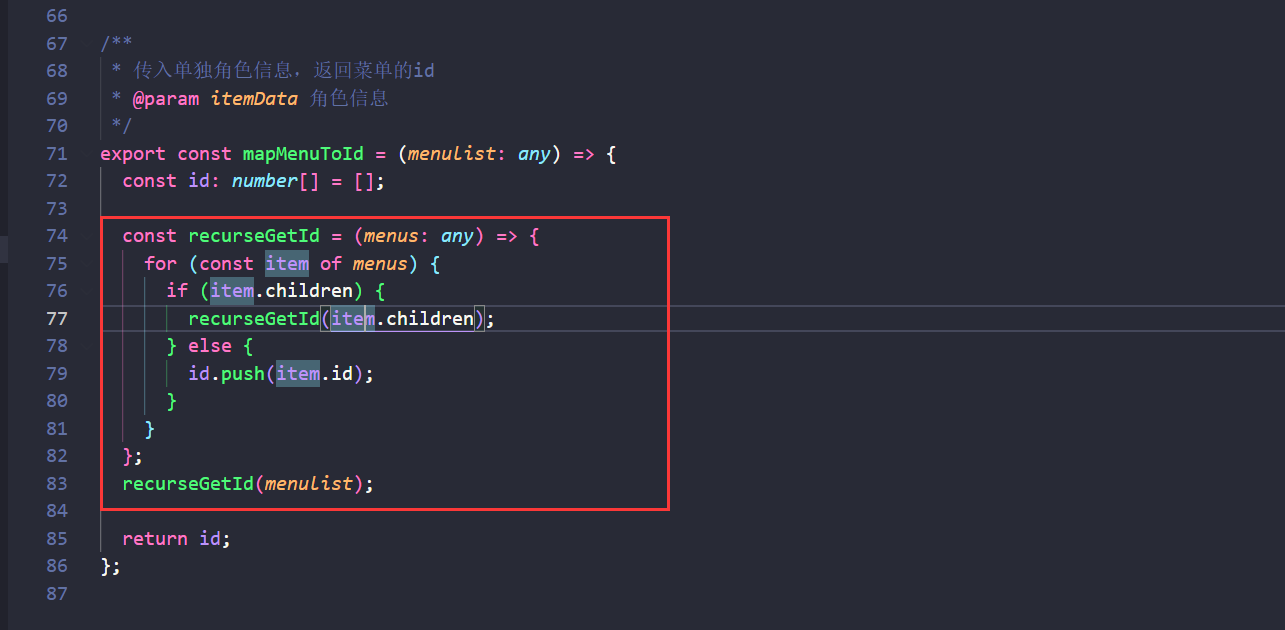 66
67 /**
68  * 传入单独角色信息，返回菜单的id
69  * @param itemData 角色信息
70  */
71 export const mapMenuToId = (menulist: any) => {
72   const id: number[] = [];
73
74   const recurseGetId = (menus: any) => {
75     for (const item of menus) {
76       if (item.children) {
77         recurseGetId(item.children);
78       } else {
79         id.push(item.id);
80       }
81     }
82   };
83   recurseGetId(menulist);
84
85   return id;
86 };
87